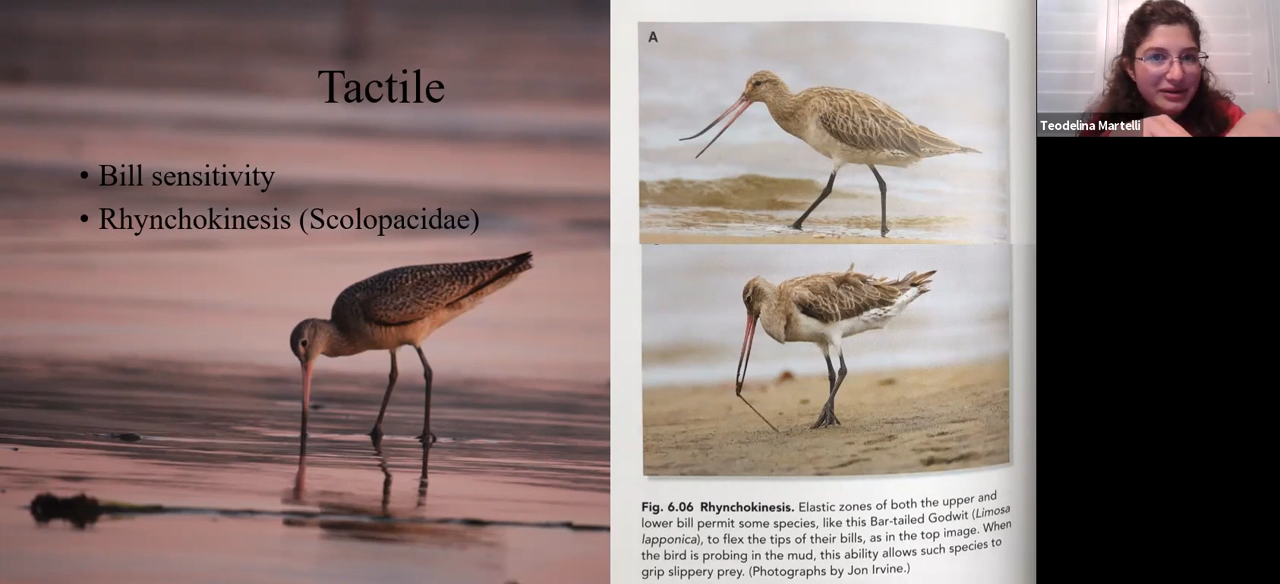 Tactile
• Bill sensitivity
• Rhynchokinesis (Scolopacidae)
A
Fig. 6.06 Rhynchokinesis. Elastic zones of both the upper and
lower bill permit some species, like this Bar-tailed Godwit (Limosa
lapponica), to flex the tips of their bills, as in the top image. When
the bird is probing in the mud, this ability allows such species to
grip slippery prey. (Photographs by Jon Irvine.)
Teodelina Martelli